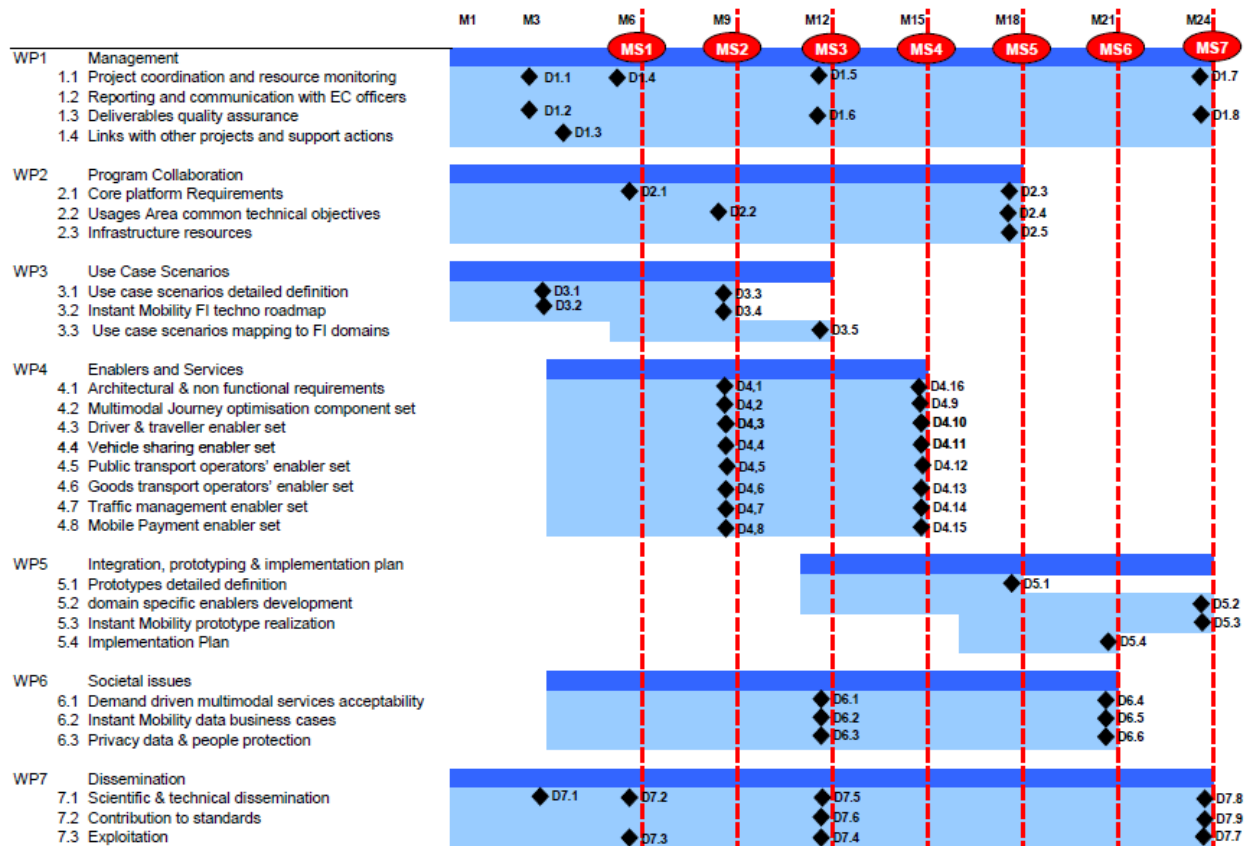 M1 M3 M6 M9 M12 M15 M18 M21 M24
MS1 MS2 MS3 MS4 MS5 MS6 MS7
WP1 Management
1.1 Project coordination and resource monitoring D1.1 D1.4 D1.5 D1.7
1.2 Reporting and communication with EC officers
1.3 Deliverables quality assurance D1.2 D1.6 D1.8
1.4 Links with other projects and support actions D1.3
WP2 Program Collaboration
2.1 Core platform Requirements D2.1 D2.3
2.2 Usages Area common technical objectives D2.2 D2.4
2.3 Infrastructure resources D2.5
WP3 Use Case Scenarios
3.1 Use case scenarios detailed definition D3.1 D3.3
3.2 Instant Mobility FI techno roadmap D3.2 D3.4
3.3 Use case scenarios mapping to FI domains D3.5
WP4 Enablers and Services
4.1 Architectural & non functional requirements D4,1 D4.16
4.2 Multimodal Journey optimisation component set D4,2 D4.9
4.3 Driver & traveller enabler set D4,3 D4.10
4.4 Vehicle sharing enabler set D4,4 D4.11
4.5 Public transport operators' enabler set D4,5 D4.12
4.6 Goods transport operators' enabler set D4,6 D4.13
4.7 Traffic management enabler set D4,7 D4.14
4.8 Mobile Payment enabler set D4,8 D4.15
WP5 Integration, prototyping & implementation plan
5.1 Prototypes detailed definition D5.1
5.2 domain specific enablers development D5.2
5.3 Instant Mobility prototype realization D5.3
5.4 Implementation Plan D5.4
WP6 Societal issues
6.1 Demand driven multimodal services acceptability D6.1 D6.4
6.2 Instant Mobility data business cases D6.2 D6.5
6.3 Privacy data & people protection D6.3 D6.6
WP7 Dissemination
7.1 Scientific & technical dissemination D7.1 D7.2 D7.5 D7.8
7.2 Contribution to standards D7.6 D7.9
7.3 Exploitation D7.3 D7.4 D7.7